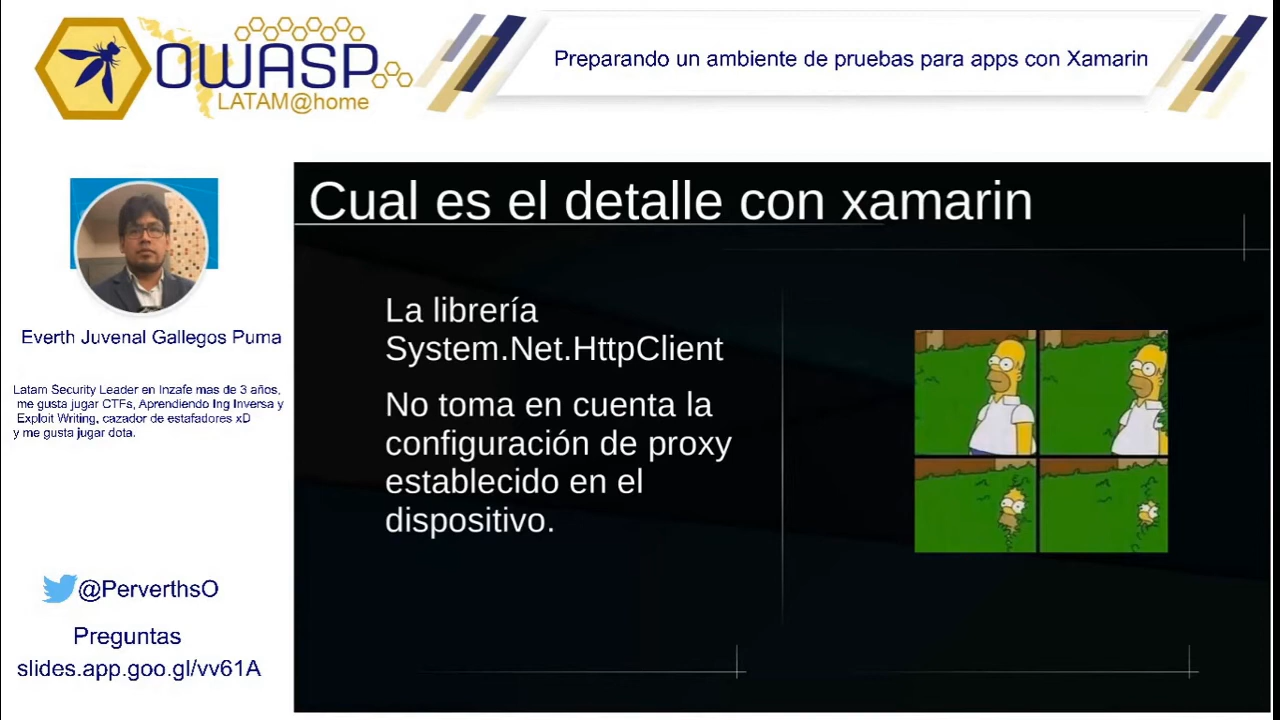 OWASP
LATAM@home
Preparando un ambiente de pruebas para apps con Xamarin
Everth Juvenal Gallegos Puma
Latam Security Leader en Inzafe mas de 3 años,
me gusta jugar CTFs, Aprendiendo Ing Inversa y
Exploit Writing, cazador de estafadores xD
y me gusta jugar dota.
@PerverthsO
Preguntas
slides.app.goo.gl/vv61A
Cual es el detalle con xamarin
La librería
System.Net.HttpClient
No toma en cuenta la
configuración de proxy
establecido en el
dispositivo.